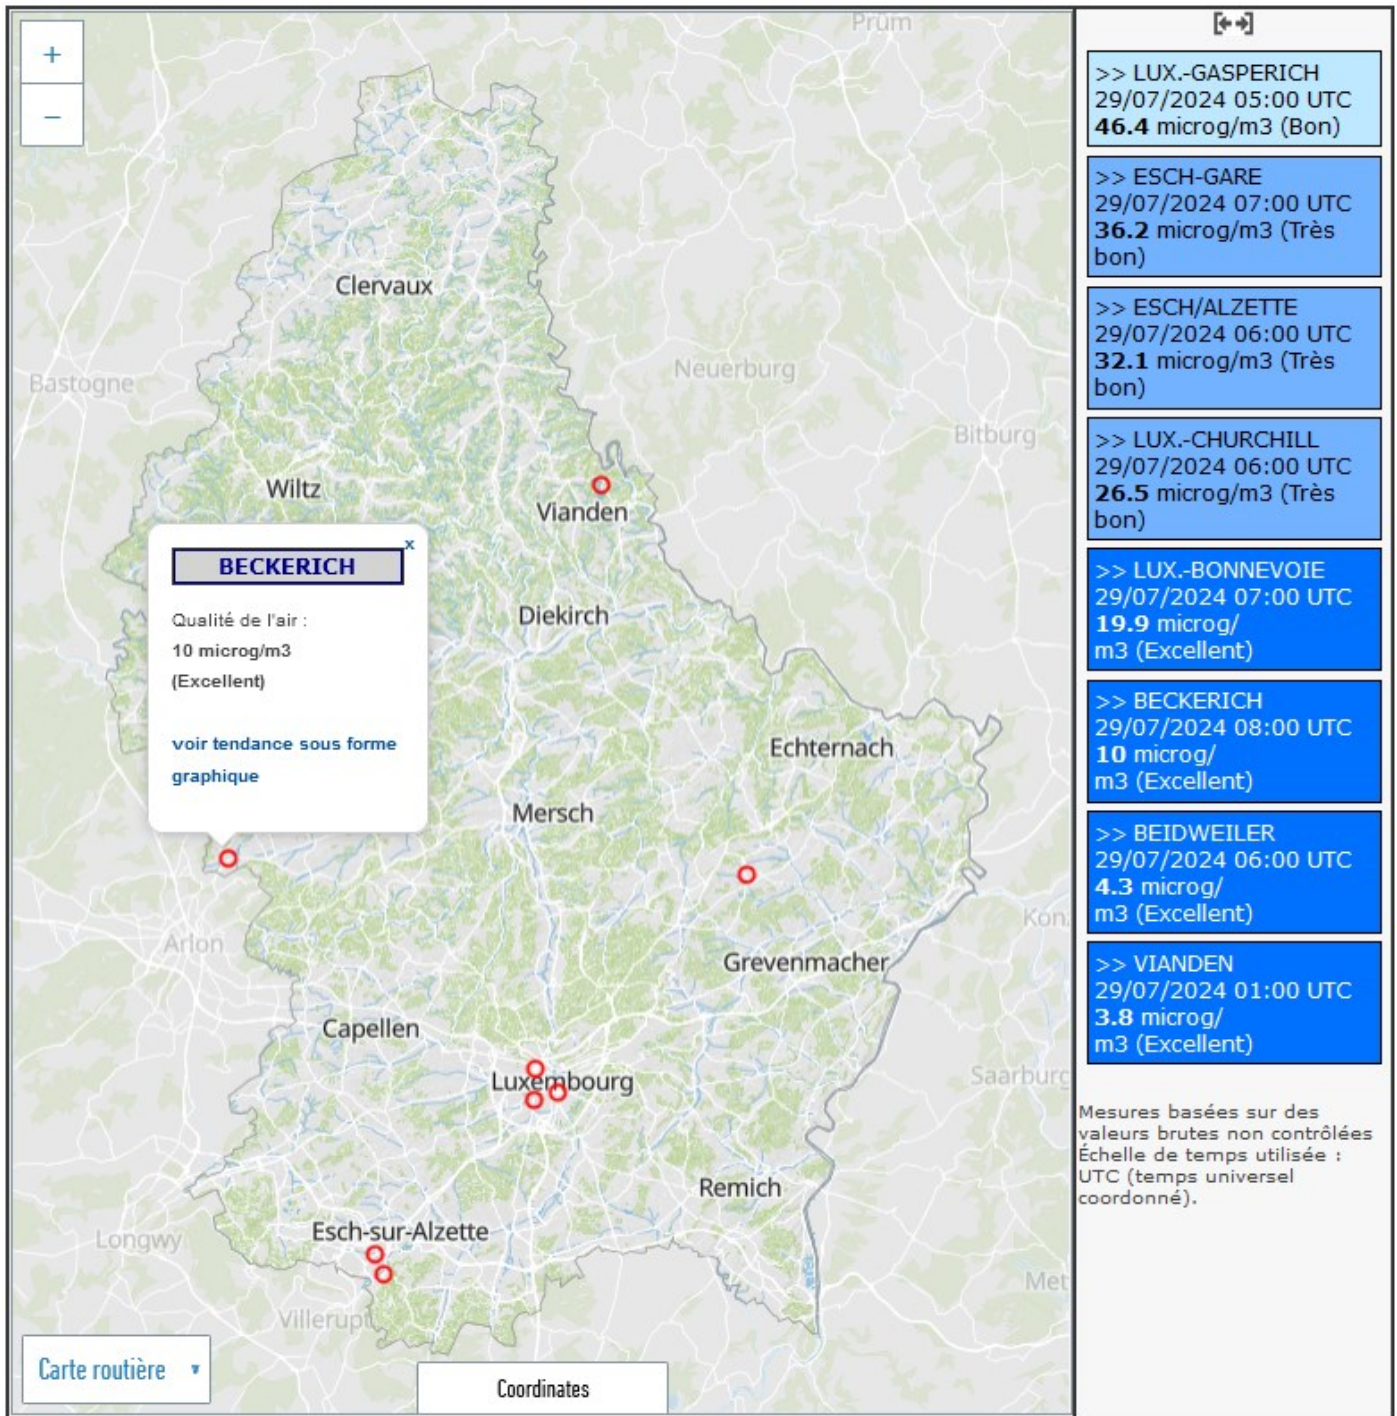 +
−
Prüm
Clervaux
Bastogne
Neuerburg
Bitburg
Wiltz
Vianden
x
BECKERICH
Qualité de l'air :
10 microg/m3
(Excellent)
voir tendance sous forme
graphique
Diekirch
Echternach
Mersch
Arlon
Kon
Grevenmacher
Capellen
Luxembourg
Saarburg
Remich
Longwy
Esch-sur-Alzette
Met
Villerupt
Carte routière
Coordinates
>> LUX.-GASPERICH
29/07/2024 05:00 UTC
46.4 microg/m3 (Bon)
>> ESCH-GARE
29/07/2024 07:00 UTC
36.2 microg/m3 (Très
bon)
>> ESCH/ALZETTE
29/07/2024 06:00 UTC
32.1 microg/m3 (Très
bon)
>> LUX.-CHURCHILL
29/07/2024 06:00 UTC
26.5 microg/m3 (Très
bon)
>> LUX.-BONNEVOIE
29/07/2024 07:00 UTC
19.9 microg/
m3 (Excellent)
>> BECKERICH
29/07/2024 08:00 UTC
10 microg/
m3 (Excellent)
>> BEIDWEILER
29/07/2024 06:00 UTC
4.3 microg/
m3 (Excellent)
>> VIANDEN
29/07/2024 01:00 UTC
3.8 microg/
m3 (Excellent)
Mesures basées sur des
valeurs brutes non contrôlées
Échelle de temps utilisée :
UTC (temps universel
coordonné).